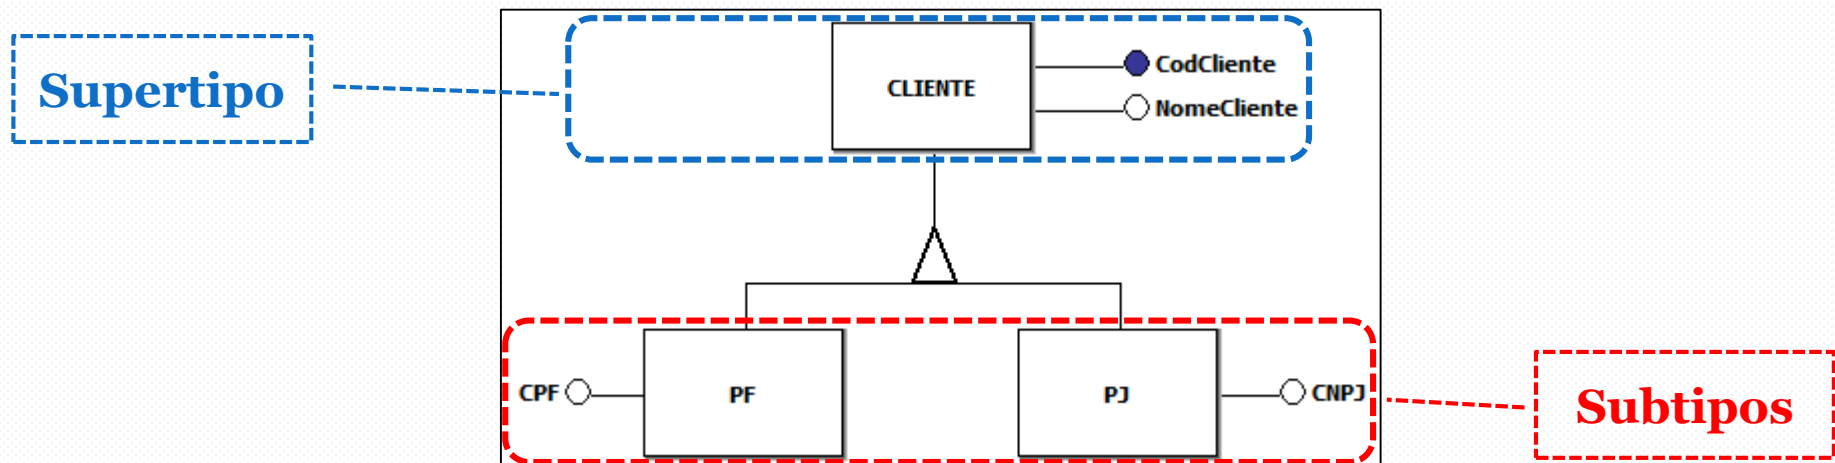 Supertipo
CLIENTE
CodCliente
NomeCliente
CPF
PF
PJ
CNPJ
Subtipos